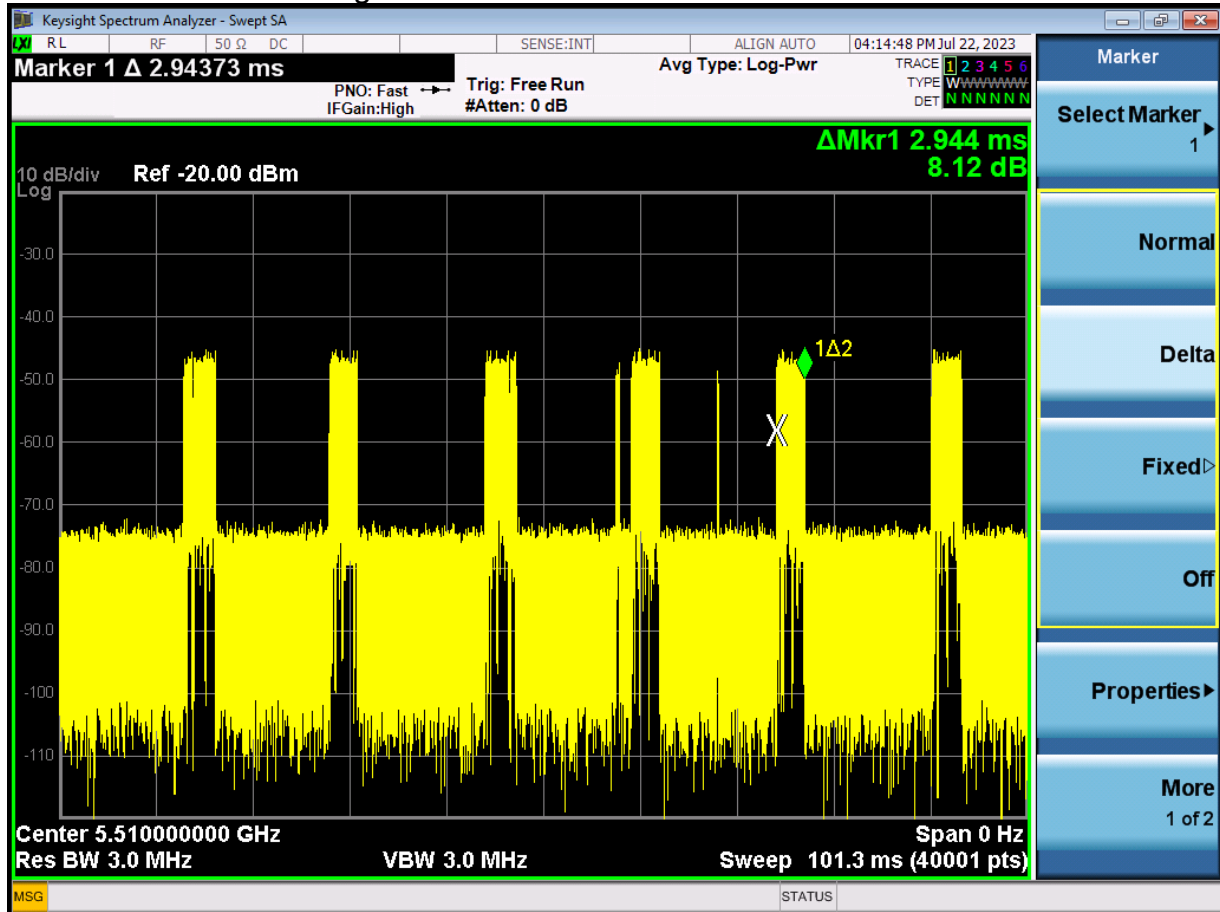 Keysight Spectrum Analyzer - Swept SA
LXI RL RF 50 Ω DC SENSE:INT ALIGN AUTO 04:14:48 PM Jul 22, 2023
Marker 1 Δ 2.94373 ms
PNO: Fast
IFGain:High
Trig: Free Run
#Atten: 0 dB
Avg Type: Log-Pwr
TRACE 1 2 3 4 5 6
TYPE WWWWWWW
DET N N N N N N
ΔMkr1 2.944 ms
8.12 dB
10 dB/div Ref -20.00 dBm
Log
-30.0
-40.0
1Δ2
-50.0
X
-60.0
-70.0
-80.0
-90.0
-100
-110
Center 5.510000000 GHz Span 0 Hz
Res BW 3.0 MHz VBW 3.0 MHz Sweep 101.3 ms (40001 pts)
MSG STATUS
Marker
Select Marker
1
Normal
Delta
Fixed
Off
Properties
More
1 of 2